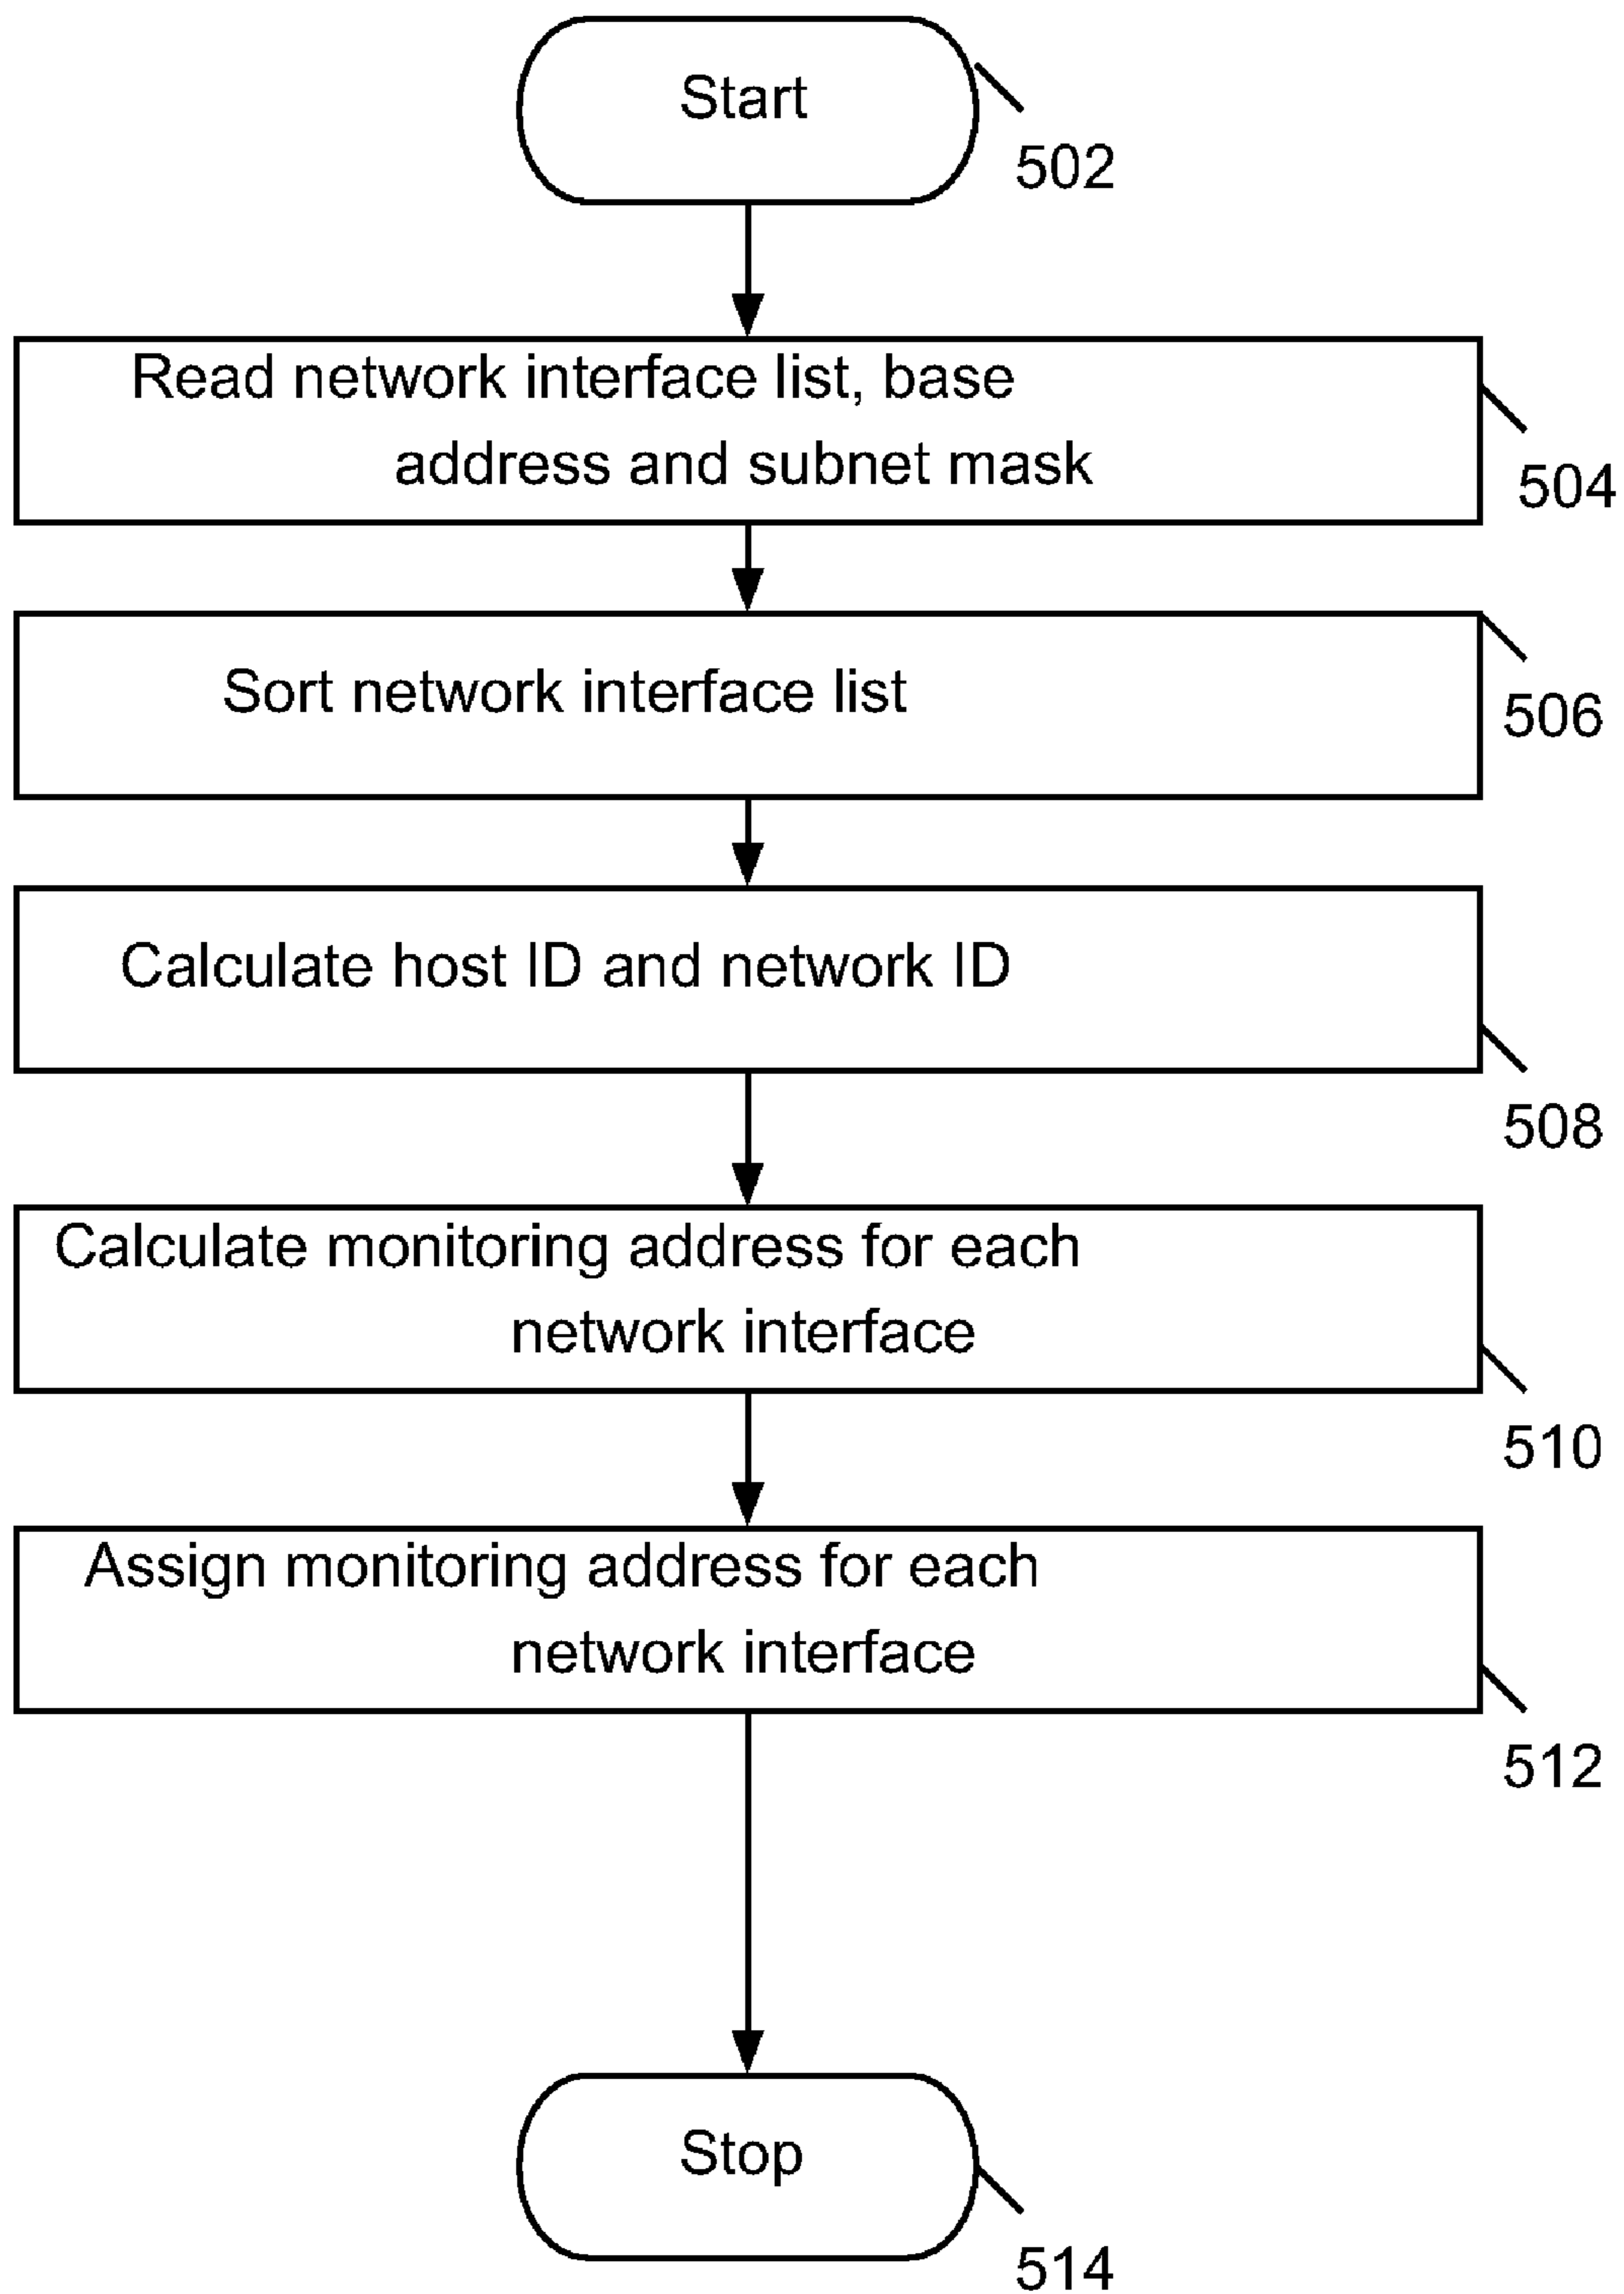 Start
502
Read network interface list, base
address and subnet mask
504
Sort network interface list
506
Calculate host ID and network ID
508
Calculate monitoring address for each
network interface
510
Assign monitoring address for each
network interface
512
Stop
514